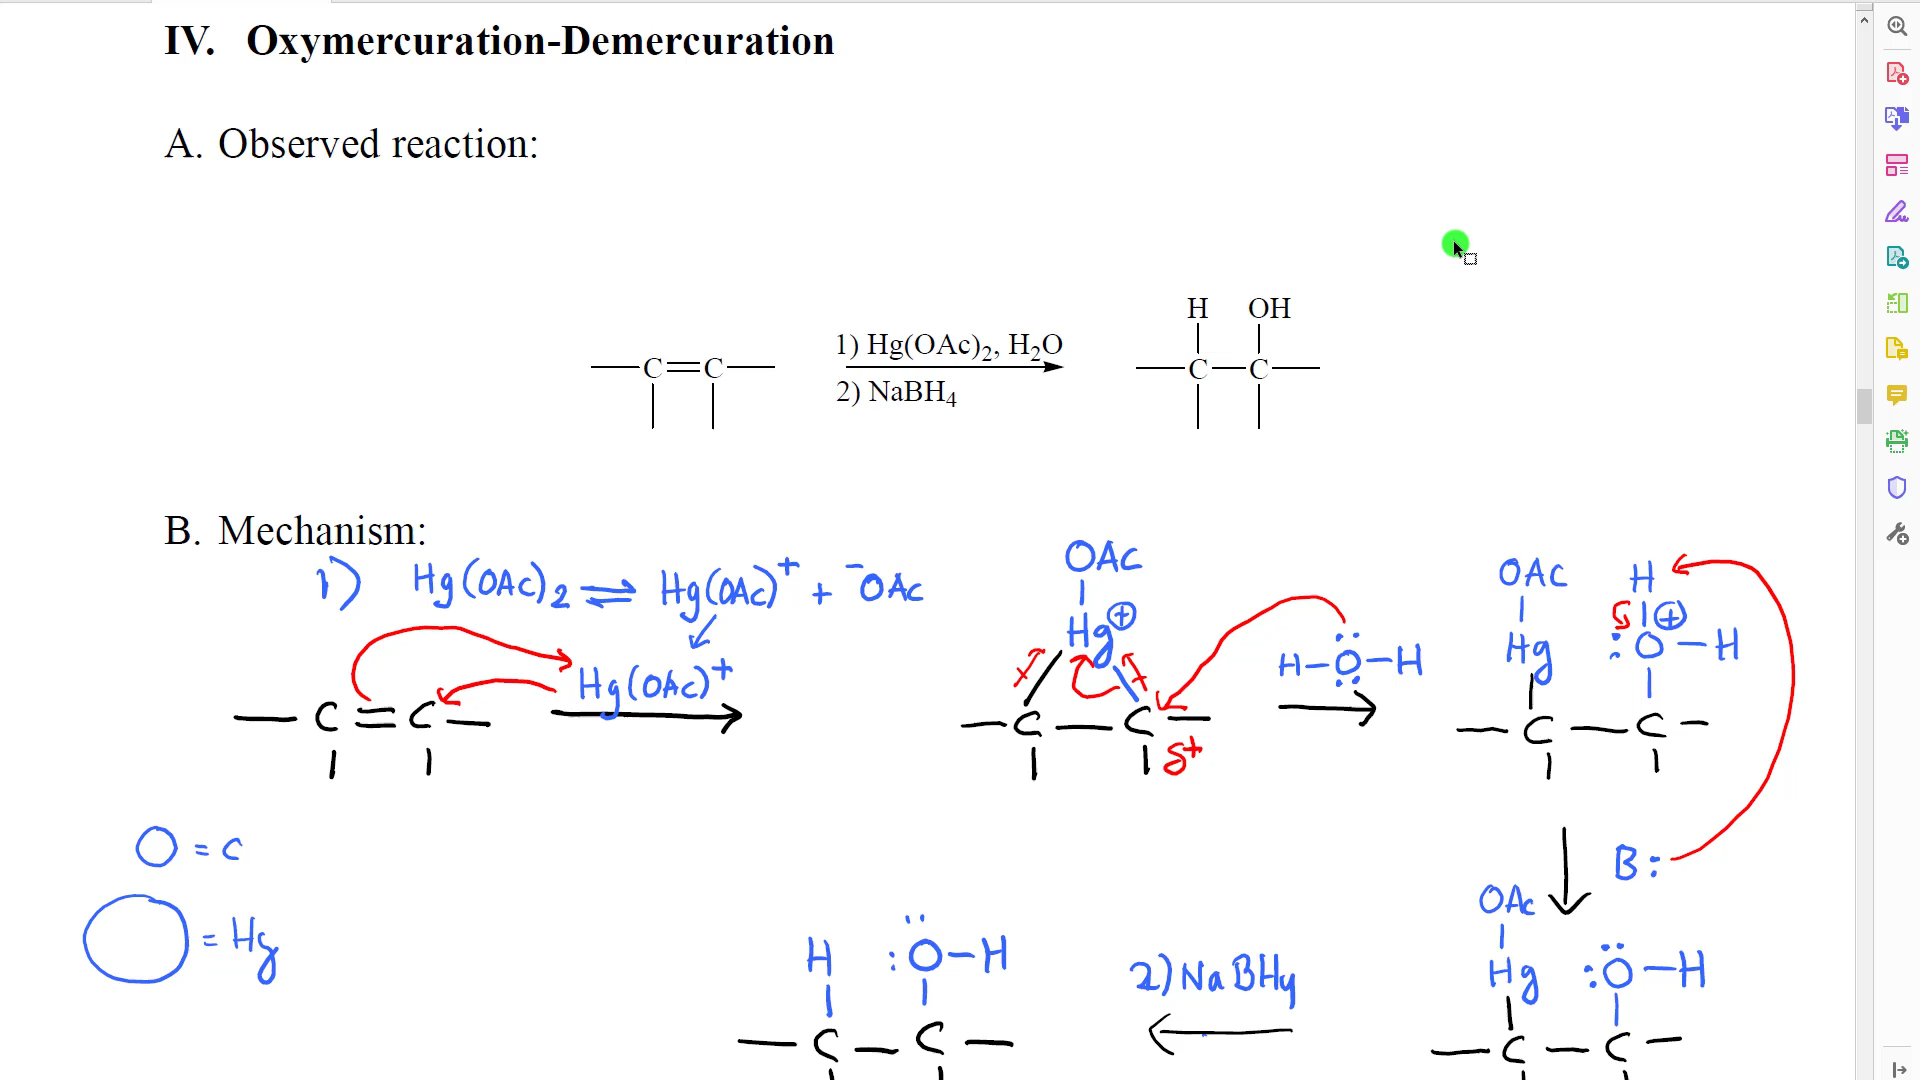 IV. Oxymercuration-Demercuration
A. Observed reaction:
H OH
1) Hg(OAc)2, H2O
C C C C
2) NaBH4
B. Mechanism:
1) Hg(OAc)2 ⇌ Hg(OAc)+ + -OAc
Hg(OAc)+
C=C
OAc
Hg⊕
H-Ö-H
C-C
δ+
OAc H
Hg :O-H ⊕
C-C
B:
O = C
O = Hg
OAc
Hg :Ö-H
C-C
2) NaBH4
H :Ö-H
C-C